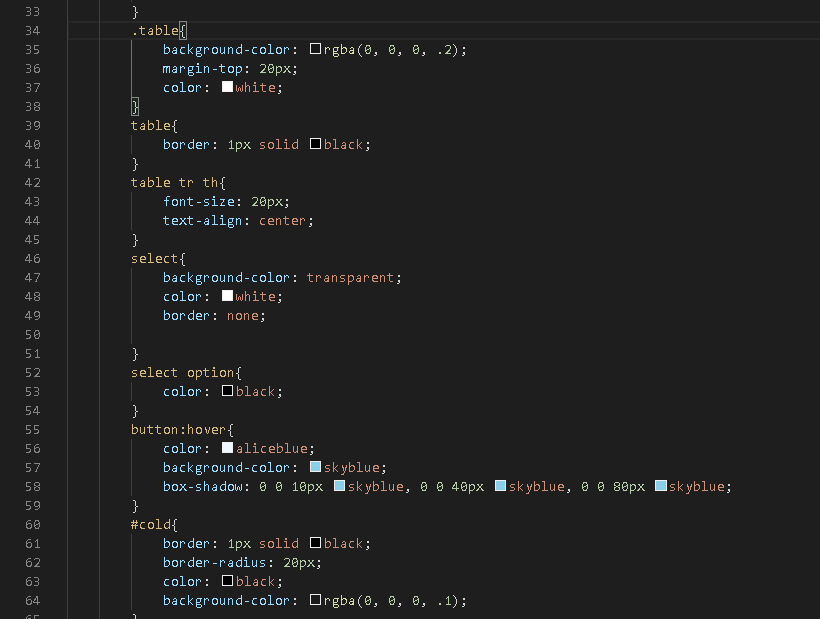 33 }
34 .table{
35 background-color: rgba(0, 0, 0, .2);
36 margin-top: 20px;
37 color: white;
38 }
39 table{
40 border: 1px solid black;
41 }
42 table tr th{
43 font-size: 20px;
44 text-align: center;
45 }
46 select{
47 background-color: transparent;
48 color: white;
49 border: none;
50
51 }
52 select option{
53 color: black;
54 }
55 button:hover{
56 color: aliceblue;
57 background-color: skyblue;
58 box-shadow: 0 0 10px skyblue, 0 0 40px skyblue, 0 0 80px skyblue;
59 }
60 #cold{
61 border: 1px solid black;
62 border-radius: 20px;
63 color: black;
64 background-color: rgba(0, 0, 0, .1);
65 }